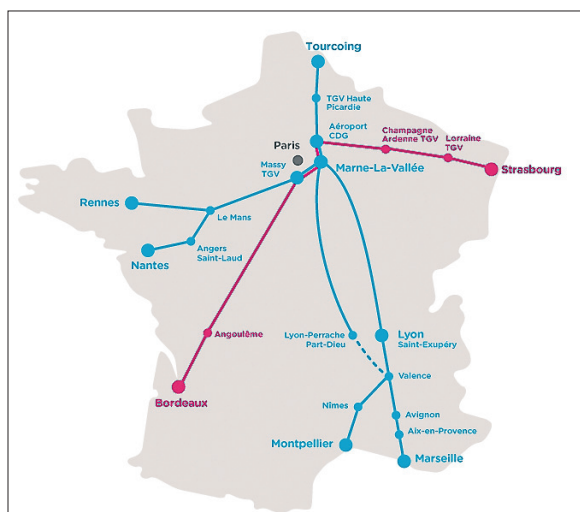 Tourcoing
TGV Haute
Picardie
Aéroport
CDG
Champagne
Ardenne TGV
Lorraine
TGV
Paris
Massy
TGV
Marne-La-Vallée
Strasbourg
Rennes
Le Mans
Angers
Saint-Laud
Nantes
Angoulême
Lyon-Perrache
Part-Dieu
Lyon
Saint-Exupéry
Valence
Bordeaux
Nîmes
Avignon
Aix-en-Provence
Montpellier
Marseille